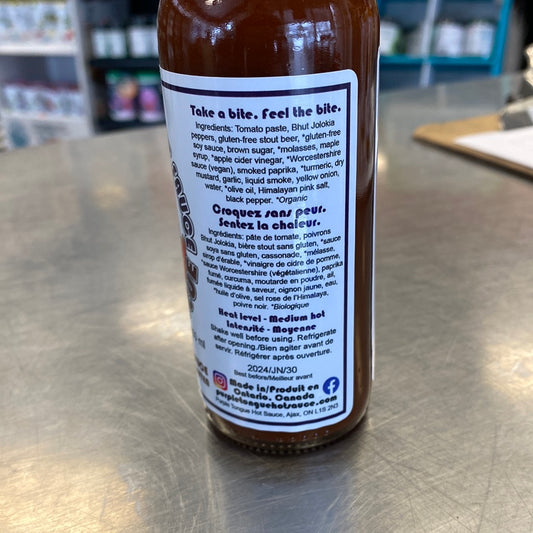 Take a bite. Feel the bite.
Ingredients: Tomato paste, Bhut Jolokia
peppers, gluten-free stout beer, *gluten-free
soy sauce, brown sugar, *molasses, maple
syrup, *apple cider vinegar, *Worcestershire
sauce (vegan), smoked paprika, *turmeric, dry
mustard, garlic, liquid smoke, yellow onion,
water, *olive oil, Himalayan pink salt,
black pepper. *Organic
Croquez sans peur.
Sentez la chaleur.
Ingrédients: pâte de tomate, poivrons
Bhut Jolokia, bière stout sans gluten, *sauce
soya sans gluten, cassonade, *mélasse,
sirop d'érable, *vinaigre de cidre de pomme,
*sauce Worcestershire (végétalienne), paprika
fumé, curcuma, moutarde en poudre, ail,
fumée liquide à saveur, oignon jaune, eau,
*huile d'olive, sel rose de l'Himalaya,
poivre noir. *Biologique
Heat level - Medium hot
Intensité - Moyenne
Shake well before using. Refrigerate
after opening./Bien agiter avant de
servir. Réfrigérer après ouverture.
2024/JN/30
Best before/Meilleur avant
Made in/Produit en
Ontario, Canada
purpletonguehotsauce.com
Purple Tongue Hot Sauce, Ajax, ON L1S 2N3
ml